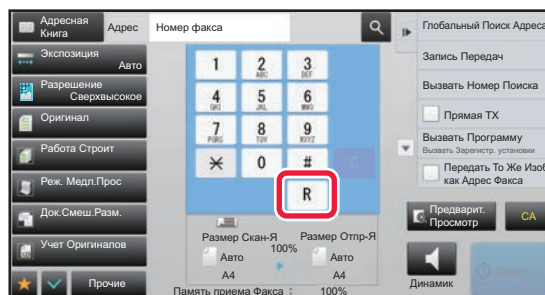 Адресная
Книга
Адрес
Номер факса
Экспозиция
Авто
Разрешение
Сверхвысокое
Оригинал
Работа Строит
Реж. Медл.Прос
Док.Смеш.Разм.
Учет Оригиналов
Прочие
1
2
ABC
3
DEF
4
GHI
5
JKL
6
MNO
7
PQRS
8
TUV
9
WXYZ
0
#
C
R
Размер Скан-Я
100%
Размер Отпр-Я
Авто
A4
Авто
A4
Память приема Факса :
100%
Глобальный Поиск Адреса
Запись Передач
Вызвать Номер Поиска
Прямая TX
Вызвать Программу
Вызвать Зарегистр. установки
Передать То Же Изоб
как Адрес Факса
Предварит.
Просмотр
CA
Динамик
Старт